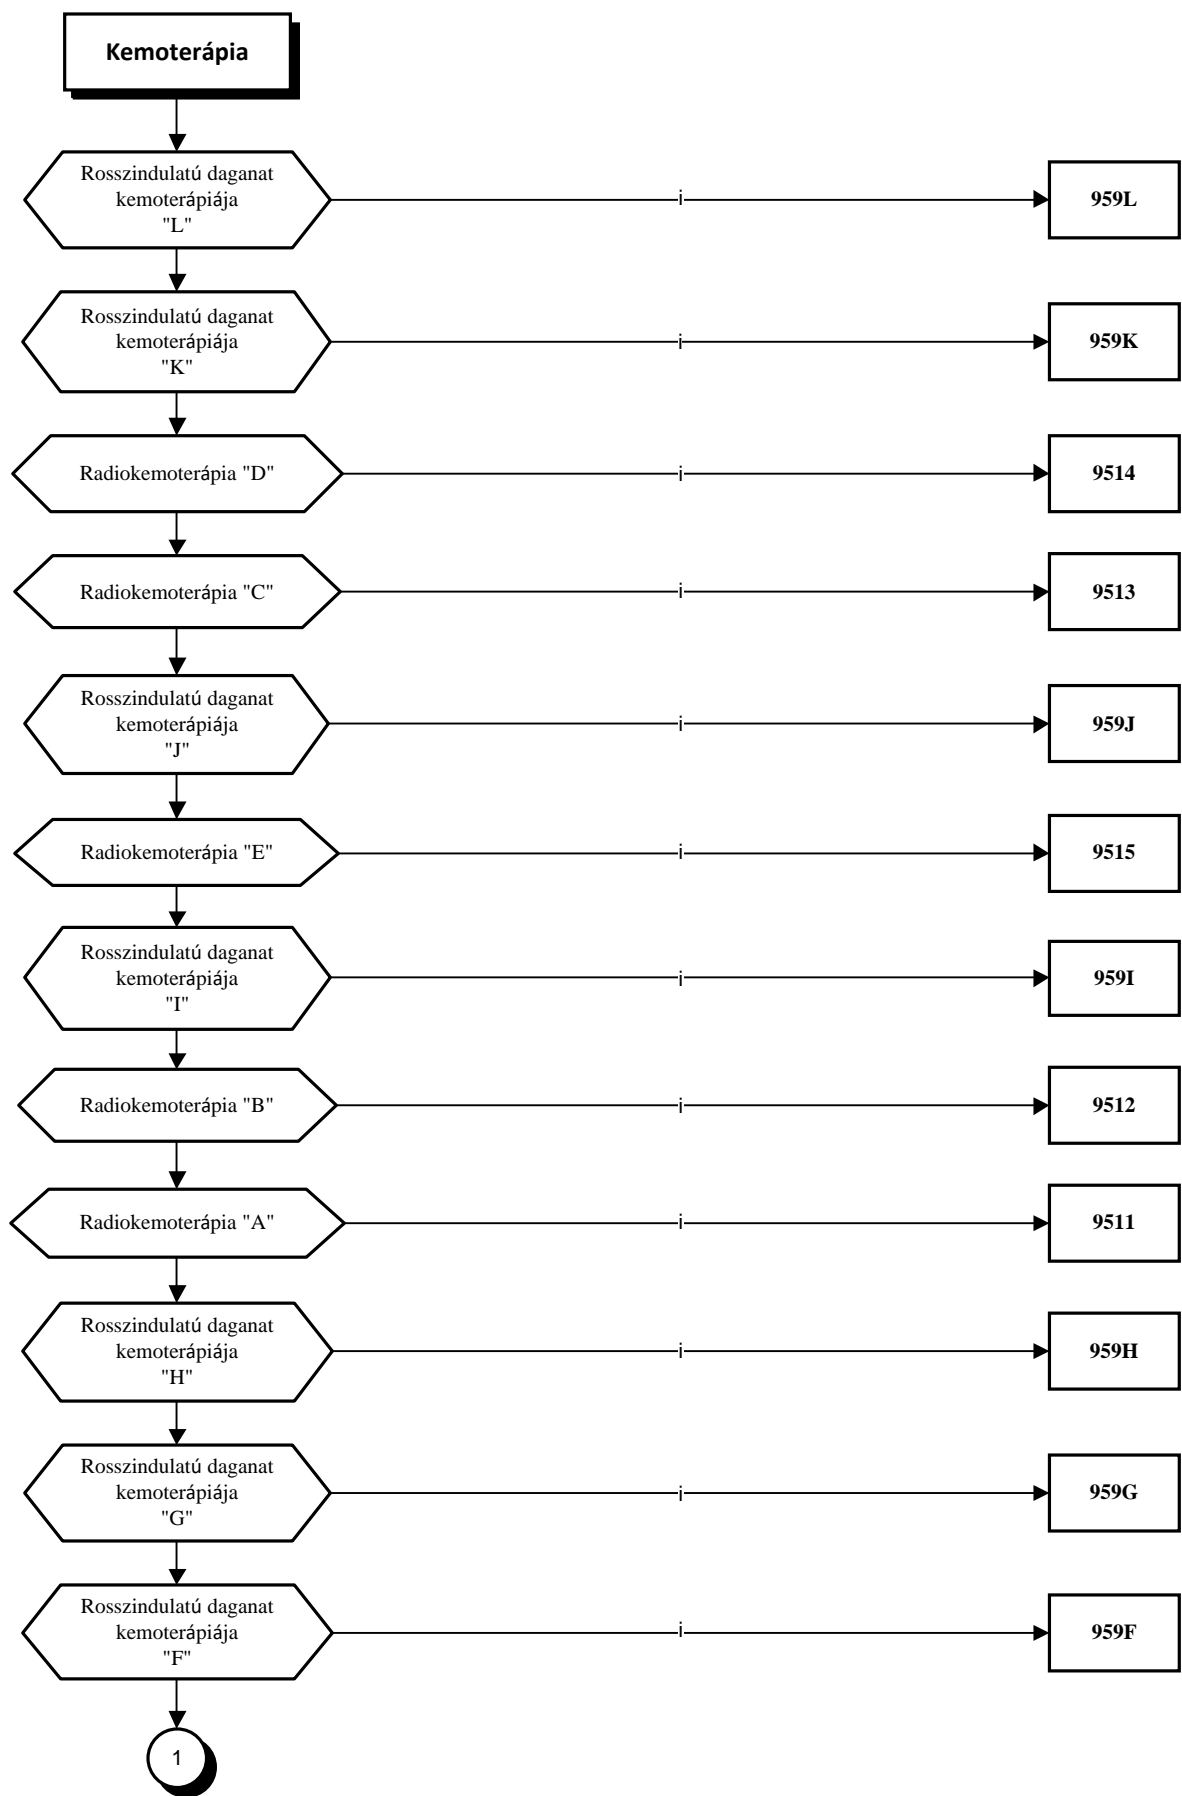 Kemoterápia
Rosszindulatú daganat
kemoterápiája
"L"
i
959L
Rosszindulatú daganat
kemoterápiája
"K"
i
959K
Radiokemoterápia "D"
i
9514
Radiokemoterápia "C"
i
9513
Rosszindulatú daganat
kemoterápiája
"J"
i
959J
Radiokemoterápia "E"
i
9515
Rosszindulatú daganat
kemoterápiája
"I"
i
959I
Radiokemoterápia "B"
i
9512
Radiokemoterápia "A"
i
9511
Rosszindulatú daganat
kemoterápiája
"H"
i
959H
Rosszindulatú daganat
kemoterápiája
"G"
i
959G
Rosszindulatú daganat
kemoterápiája
"F"
i
959F
1